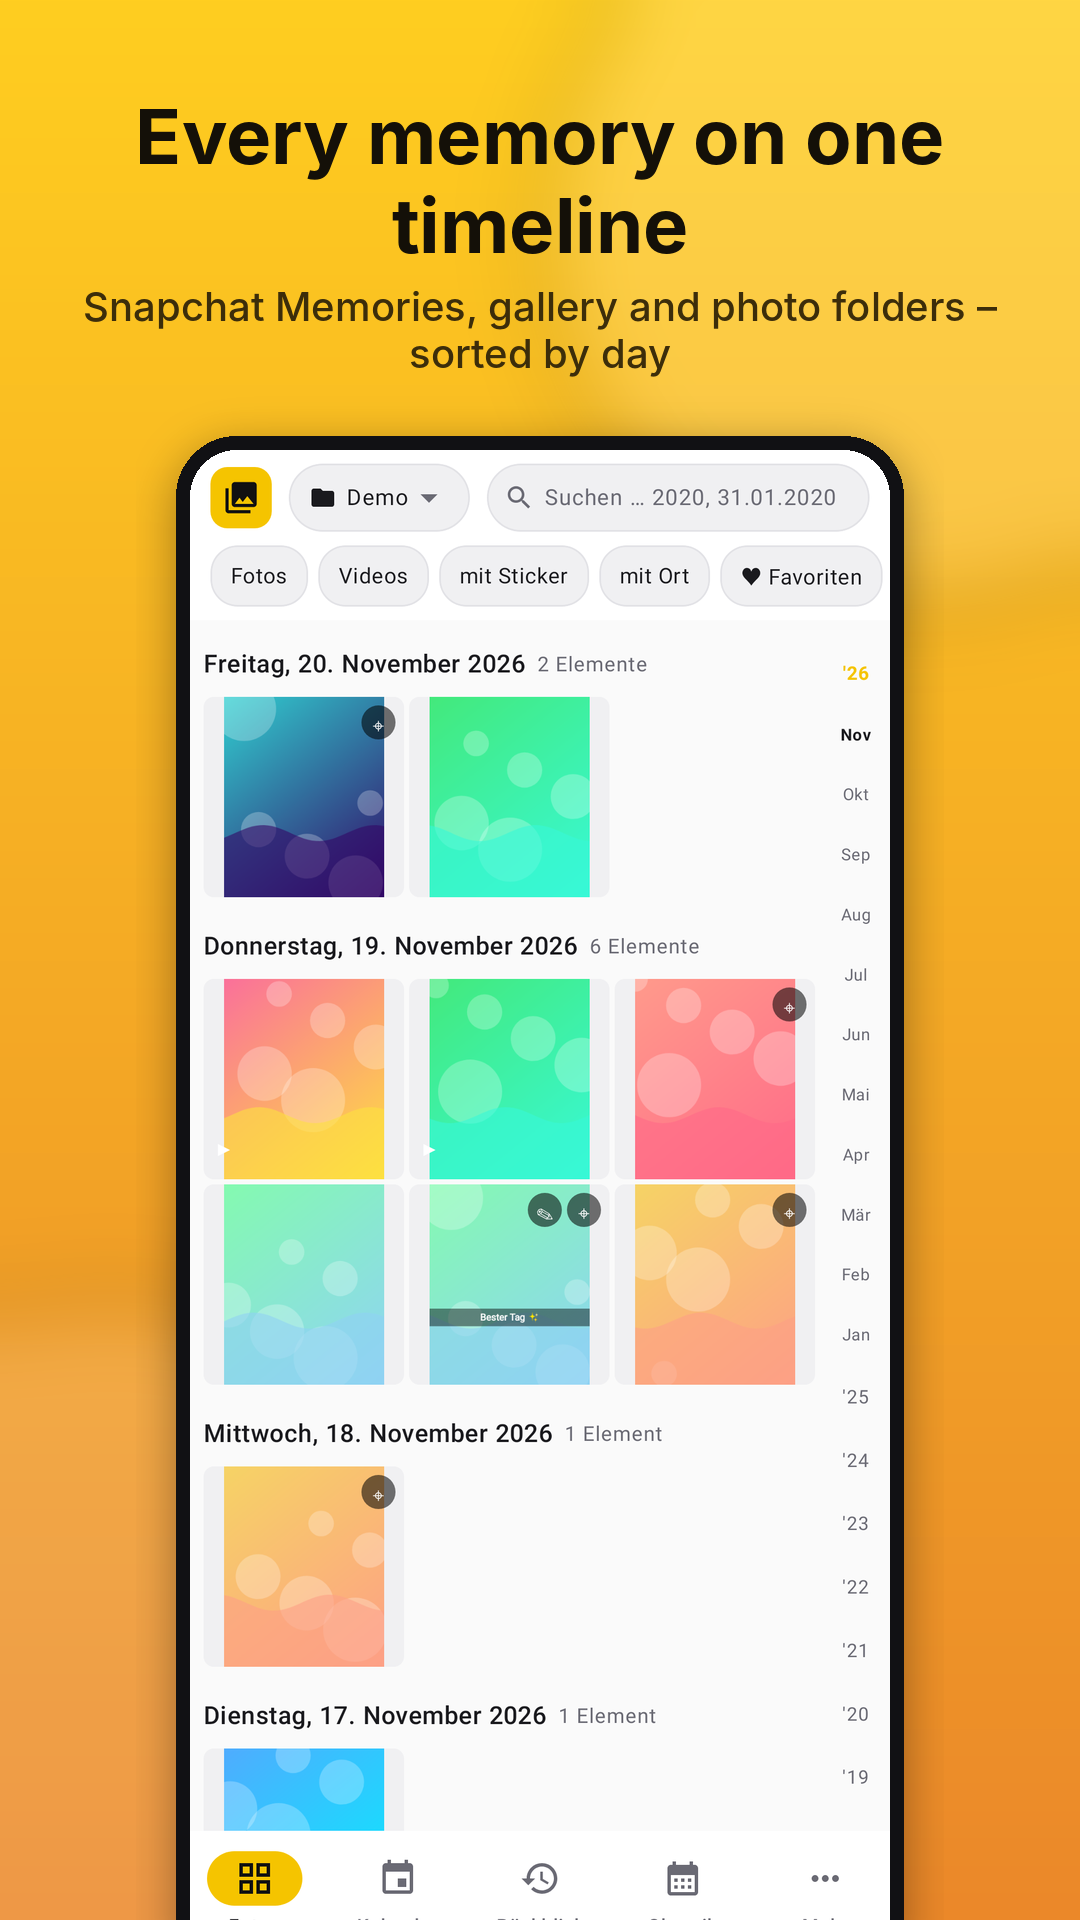 Every memory on one
timeline
Snapchat Memories, gallery and photo folders –
sorted by day
Demo
Suchen … 2020, 31.01.2020
Fotos
Videos
mit Sticker
mit Ort
♥ Favoriten
Freitag, 20. November 2026 2 Elemente
'26
Nov
Okt
Sep
Aug
Donnerstag, 19. November 2026 6 Elemente
Jul
Jun
Mai
Apr
Mär
Feb
Bester Tag ✨
Jan
'25
Mittwoch, 18. November 2026 1 Element
'24
'23
'22
'21
Dienstag, 17. November 2026 1 Element
'20
'19